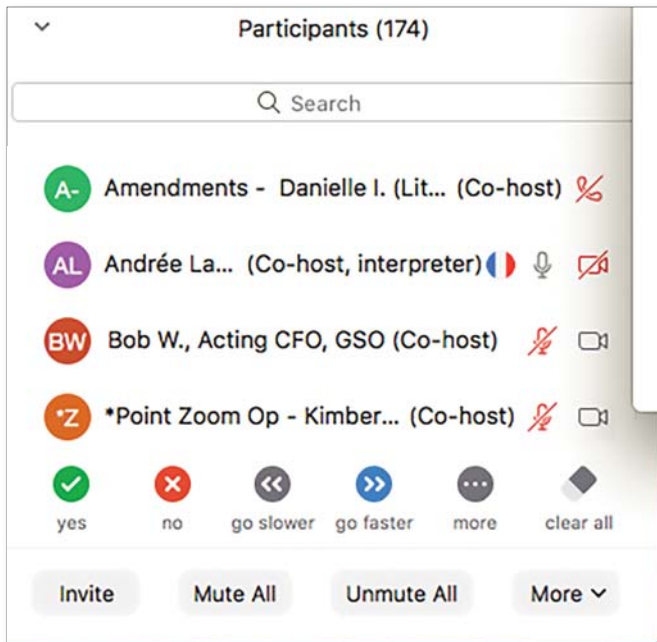 Participants (174)
Search
A- Amendments - Danielle I. (Lit... (Co-host)
AL Andrée La... (Co-host, interpreter)
BW Bob W., Acting CFO, GSO (Co-host)
*Z *Point Zoom Op - Kimber... (Co-host)
yes no go slower go faster more clear all
Invite Mute All Unmute All More